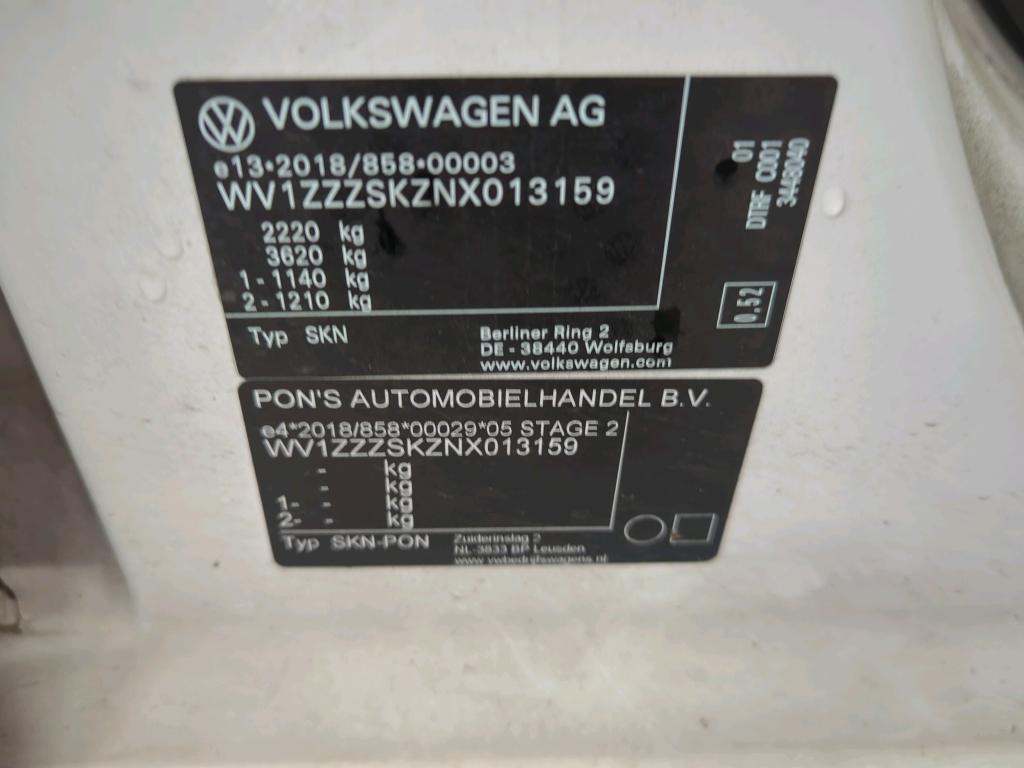 VOLKSWAGEN AG
e13*2018/858*00003
WV1ZZZSKZNX013159
2220 kg
3620 kg
1 - 1140 kg
2 - 1210 kg
Typ SKN
Berliner Ring 2
DE - 38440 Wolfsburg
www.volkswagen.com
01
DTRF C001
3448040
0.52
PON'S AUTOMOBIELHANDEL B.V.
e4*2018/858*00029*05 STAGE 2
WV1ZZZSKZNX013159
- kg
- kg
1- - kg
2- - kg
Typ SKN-PON
Zuiderinslag 2
NL-3833 BP Leusden
www.vwbedrijfswagens.nl